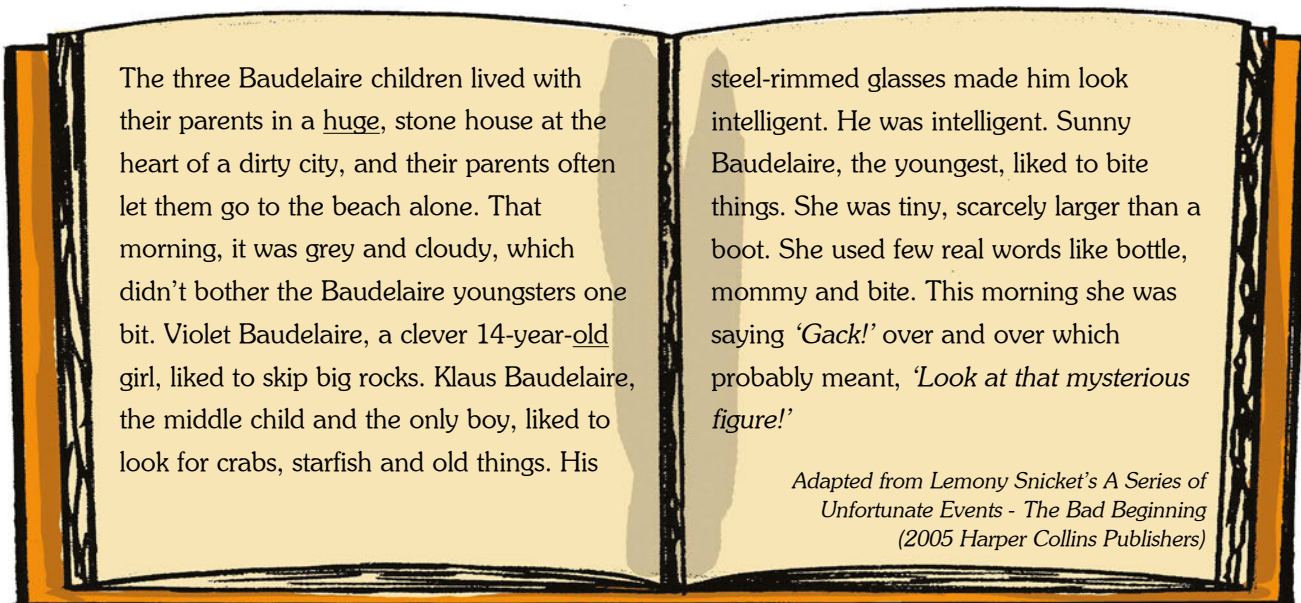 The three Baudelaire children lived with
their parents in a huge, stone house at the
heart of a dirty city, and their parents often
let them go to the beach alone. That
morning, it was grey and cloudy, which
didn’t bother the Baudelaire youngsters one
bit. Violet Baudelaire, a clever 14-year-old
girl, liked to skip big rocks. Klaus Baudelaire,
the middle child and the only boy, liked to
look for crabs, starfish and old things. His
steel-rimmed glasses made him look
intelligent. He was intelligent. Sunny
Baudelaire, the youngest, liked to bite
things. She was tiny, scarcely larger than a
boot. She used few real words like bottle,
mommy and bite. This morning she was
saying ‘Gack!’ over and over which
probably meant, ‘Look at that mysterious
figure!’
Adapted from Lemony Snicket’s A Series of
Unfortunate Events - The Bad Beginning
(2005 Harper Collins Publishers)